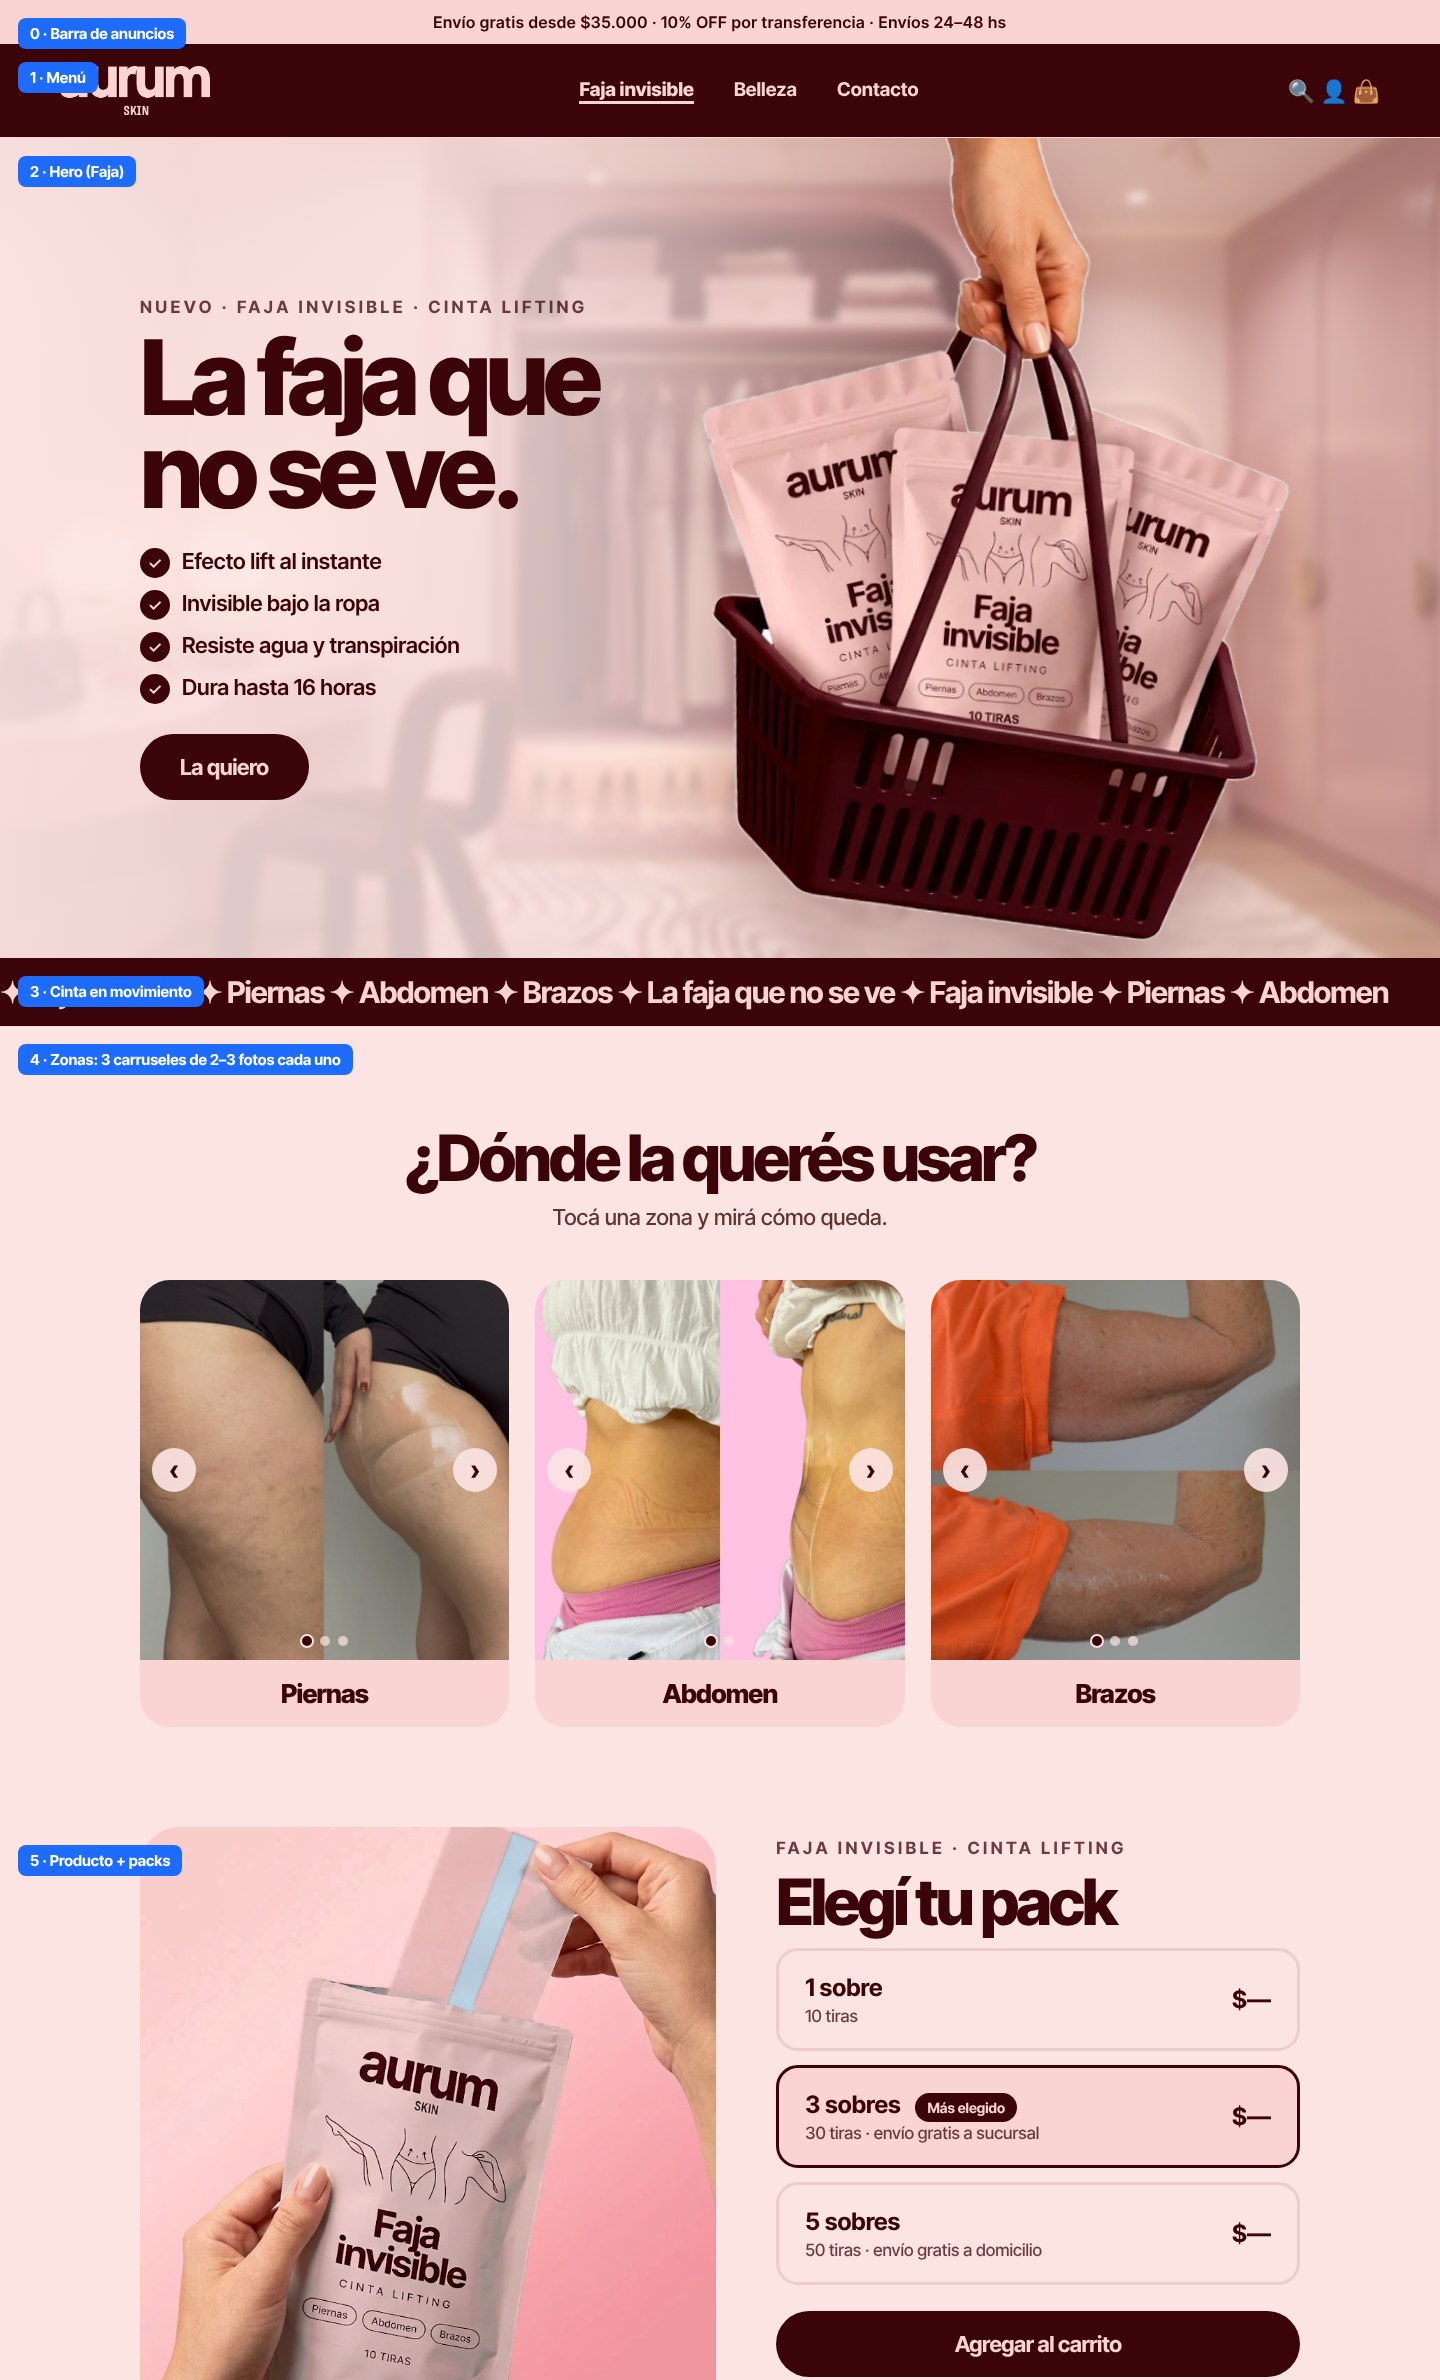 Envío gratis desde $35.000 · 10% OFF por transferencia · Envíos 24–48 hs
0 · Barra de anuncios
1 · Menú
aurum
SKIN
Faja invisible
Belleza
Contacto
2 · Hero (Faja)
NUEVO · FAJA INVISIBLE · CINTA LIFTING
La faja que
no se ve.
Efecto lift al instante
Invisible bajo la ropa
Resiste agua y transpiración
Dura hasta 16 horas
La quiero
aurum
SKIN
CINTA
Piernas
aurum
SKIN
Faja
invisible
CINTA LIFTING
Piernas Abdomen Brazos
10 TIRAS
SKIN
3 · Cinta en movimiento
✦ Piernas ✦ Abdomen ✦ Brazos ✦ La faja que no se ve ✦ Faja invisible ✦ Piernas ✦ Abdomen
4 · Zonas: 3 carruseles de 2–3 fotos cada uno
¿Dónde la querés usar?
Tocá una zona y mirá cómo queda.
‹ ›
‹ ›
‹ ›
Piernas
Abdomen
Brazos
5 · Producto + packs
aurum
SKIN
Faja
invisible
CINTA LIFTING
Piernas Abdomen Brazos
10 TIRAS
FAJA INVISIBLE · CINTA LIFTING
Elegí tu pack
1 sobre
10 tiras
$—
3 sobres Más elegido
30 tiras · envío gratis a sucursal
$—
5 sobres
50 tiras · envío gratis a domicilio
$—
Agregar al carrito